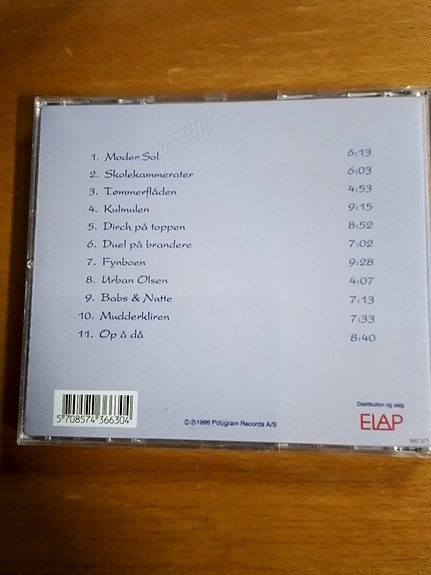 1. Moder Sol 6:13
2. Skolekammerater 6:03
3. Tømmerflåden 4:53
4. Kulmulen 9:15
5. Dirch på toppen 8:52
6. Duel på brandere 7:02
7. Fynboen 9:28
8. Urban Olsen 4:07
9. Babs & Nutte 7:13
10. Mudderkliren 7:33
11. Op å då 8:40
5 708574 366304
©℗1996 Polygram Records A/S
Distribution og salg:
ELAP